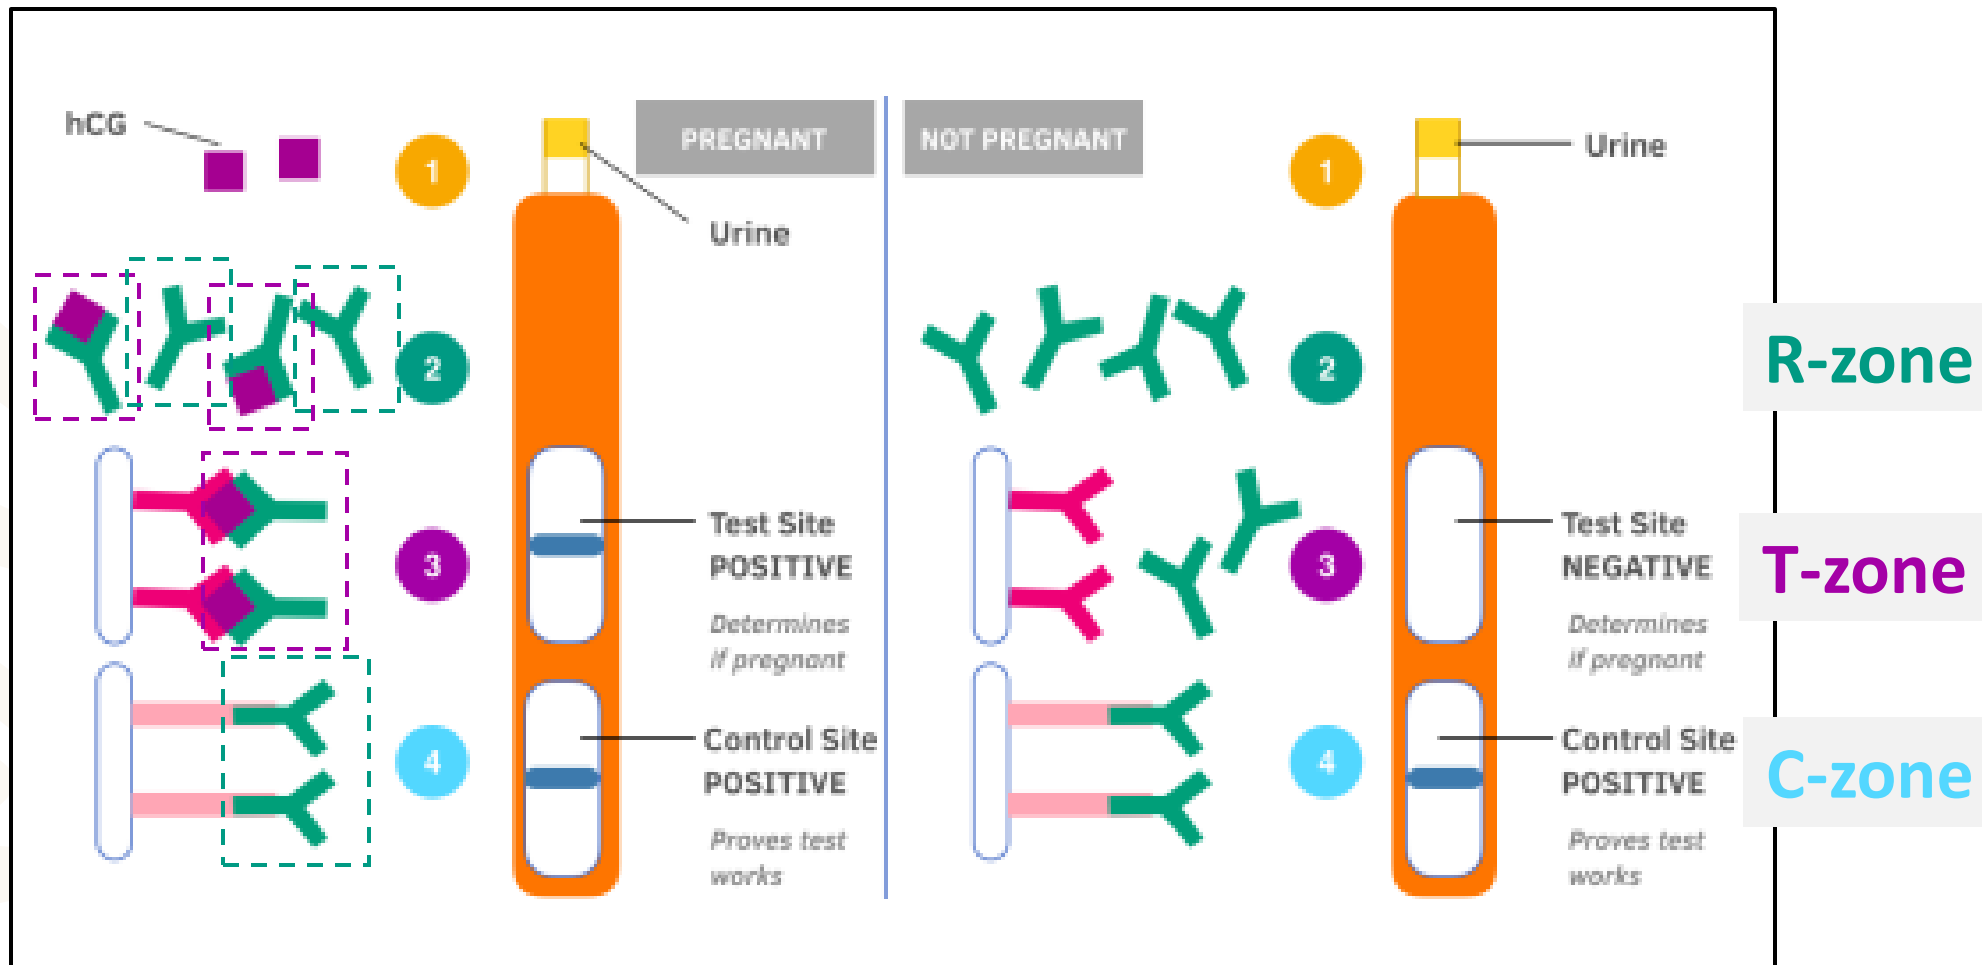 hCG
1
PREGNANT
Urine
2
3
Test Site
POSITIVE
Determines
if pregnant
4
Control Site
POSITIVE
Proves test
works
NOT PREGNANT
1
Urine
2
3
Test Site
NEGATIVE
Determines
if pregnant
4
Control Site
POSITIVE
Proves test
works
R-zone
T-zone
C-zone